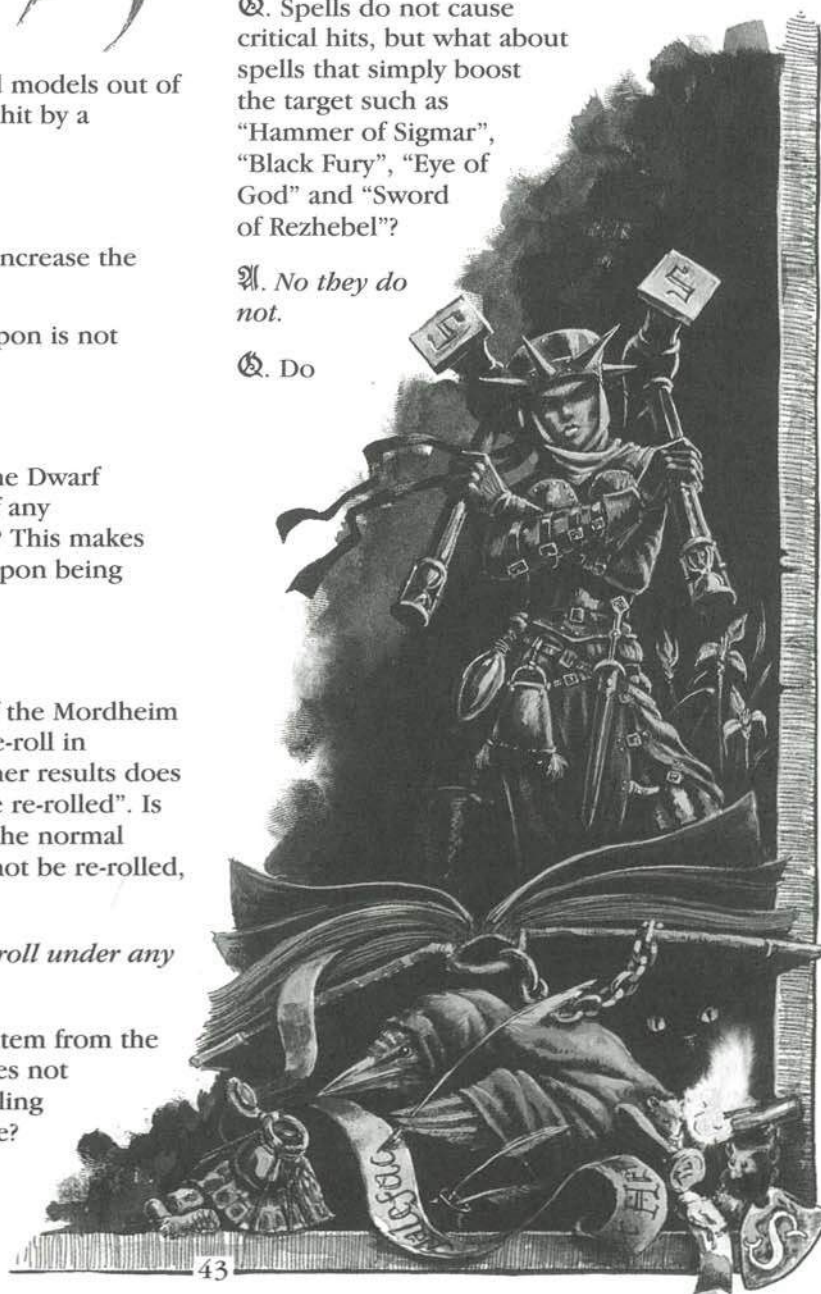 l models out of
hit by a
ncrease the
pon is not
ne Dwarf
f any
? This makes
pon being
f the Mordheim
e-roll in
her results does
e re-rolled”. Is
he normal
not be re-rolled,
roll under any
tem from the
es not
ling
e?
Q. Spells do not cause
critical hits, but what about
spells that simply boost
the target such as
“Hammer of Sigmar”,
“Black Fury”, “Eye of
God” and “Sword
of Rezhebel”?
A. No they do
not.
Q. Do
43